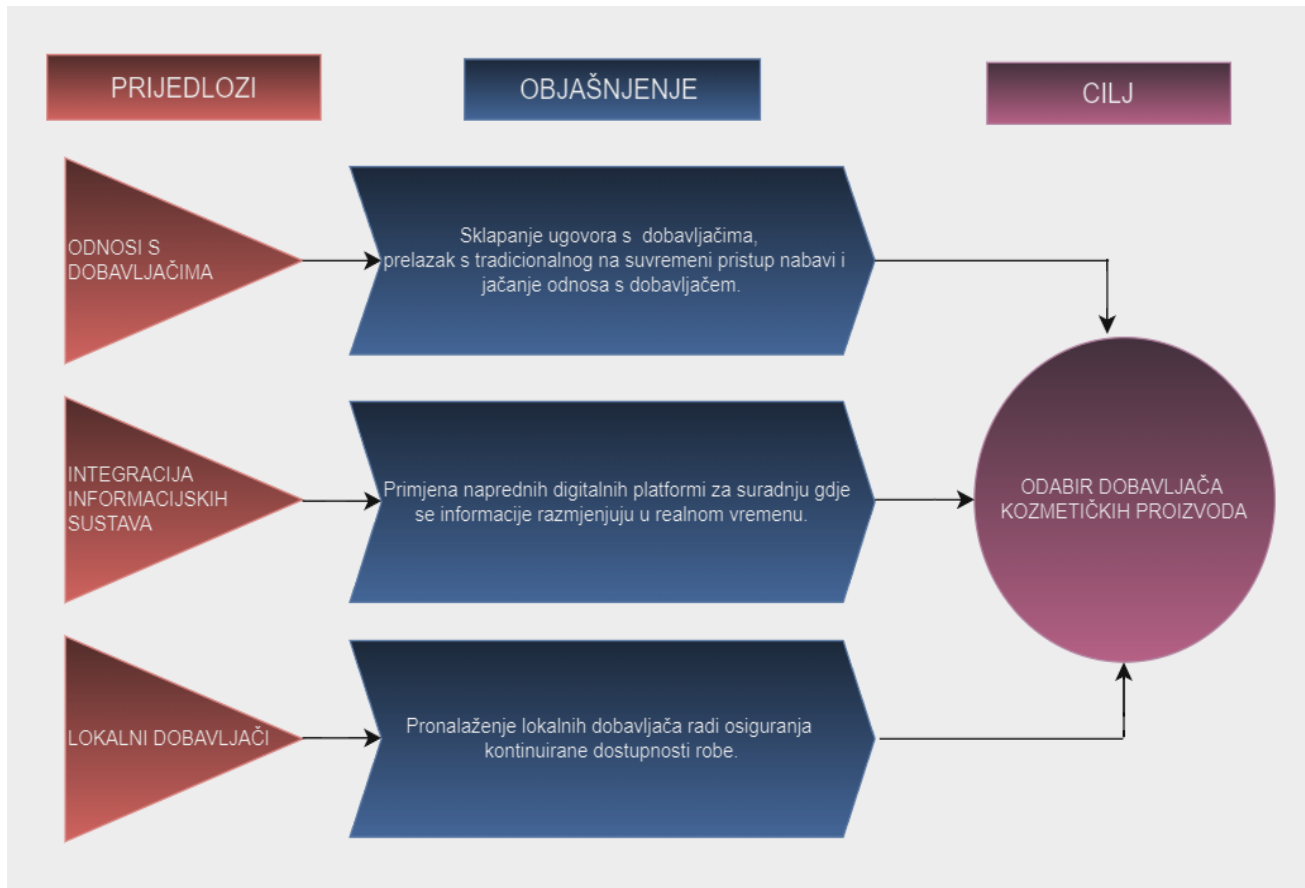 PRIJEDLOZI
OBJAŠNJENJE
CILJ
ODNOSI S
DOBAVLJAČIMA
Sklapanje ugovora s dobavljačima,
prelazak s tradicionalnog na suvremeni pristup nabavi i
jačanje odnosa s dobavljačem.
INTEGRACIJA
INFORMACIJSKIH
SUSTAVA
Primjena naprednih digitalnih platformi za suradnju gdje
se informacije razmjenjuju u realnom vremenu.
ODABIR DOBAVLJAČA
KOZMETIČKIH PROIZVODA
LOKALNI DOBAVLJAČI
Pronalaženje lokalnih dobavljača radi osiguranja
kontinuirane dostupnosti robe.